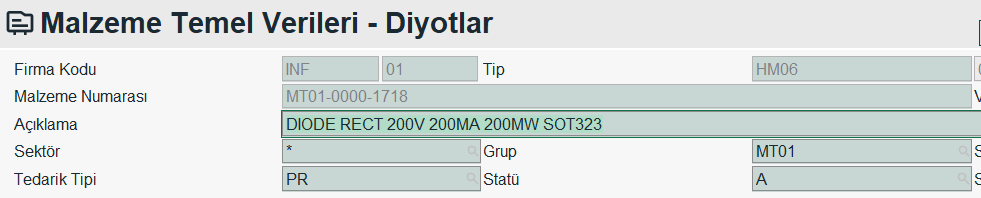 Malzeme Temel Verileri - Diyotlar
Firma Kodu INF 01 Tip HM06
Malzeme Numarası MT01-0000-1718
Açıklama DIODE RECT 200V 200MA 200MW SOT323
Sektör * Grup MT01
Tedarik Tipi PR Statü A